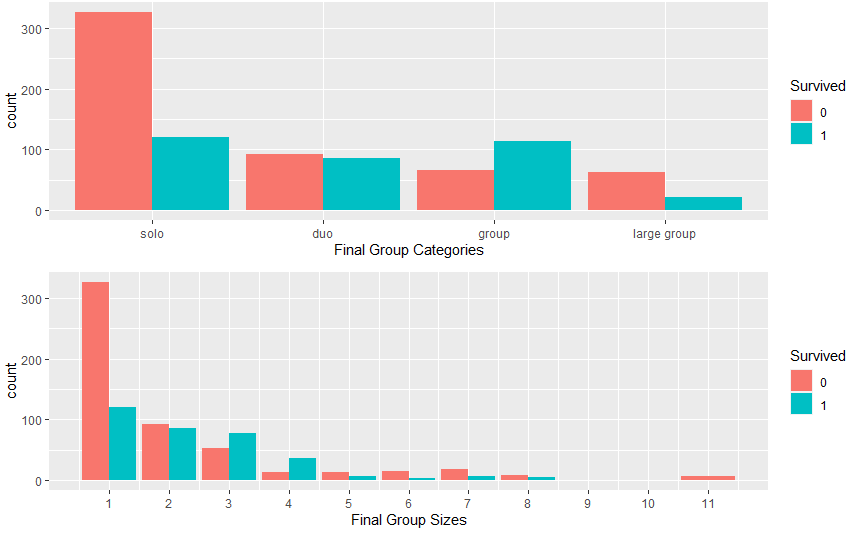 count
300
200
100
0
solo duo group large group
Final Group Categories
Survived
0
1
count
300
200
100
0
1 2 3 4 5 6 7 8 9 10 11
Final Group Sizes
Survived
0
1